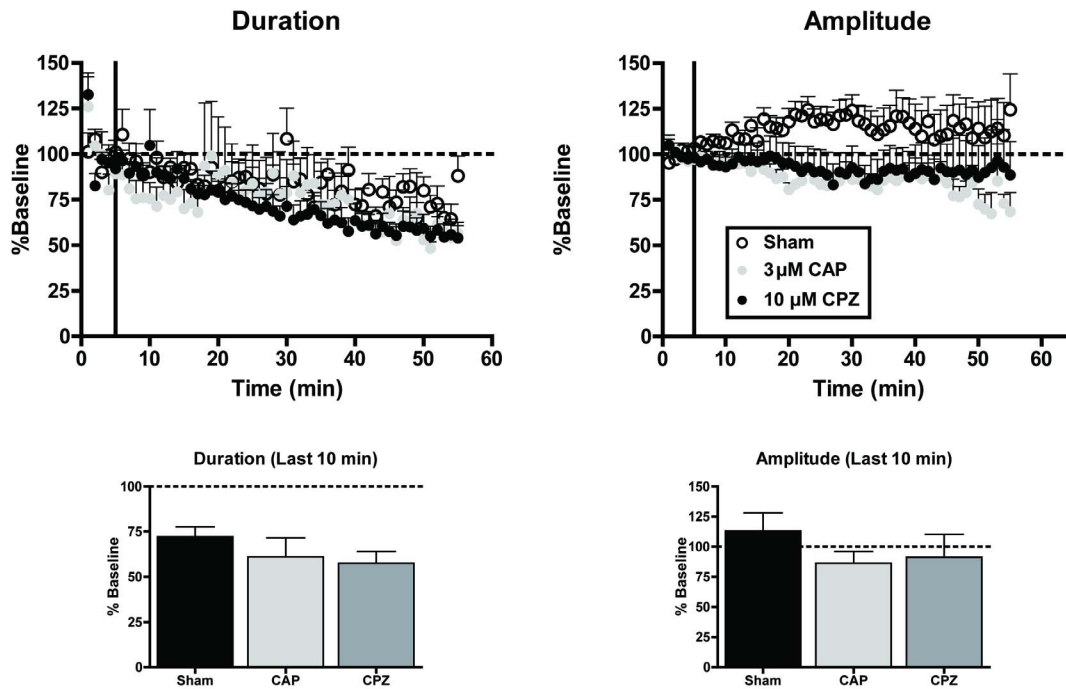 Duration
150
125
100
75
50
25
0
%Baseline
0 10 20 30 40 50 60
Time (min)
Amplitude
150
125
100
75
50
25
0
%Baseline
Sham
3 µM CAP
10 µM CPZ
0 10 20 30 40 50 60
Time (min)
Duration (Last 10 min)
100
75
50
25
0
% Baseline
Sham CAP CPZ
Amplitude (Last 10 min)
150
125
100
75
50
25
0
% Baseline
Sham CAP CPZ